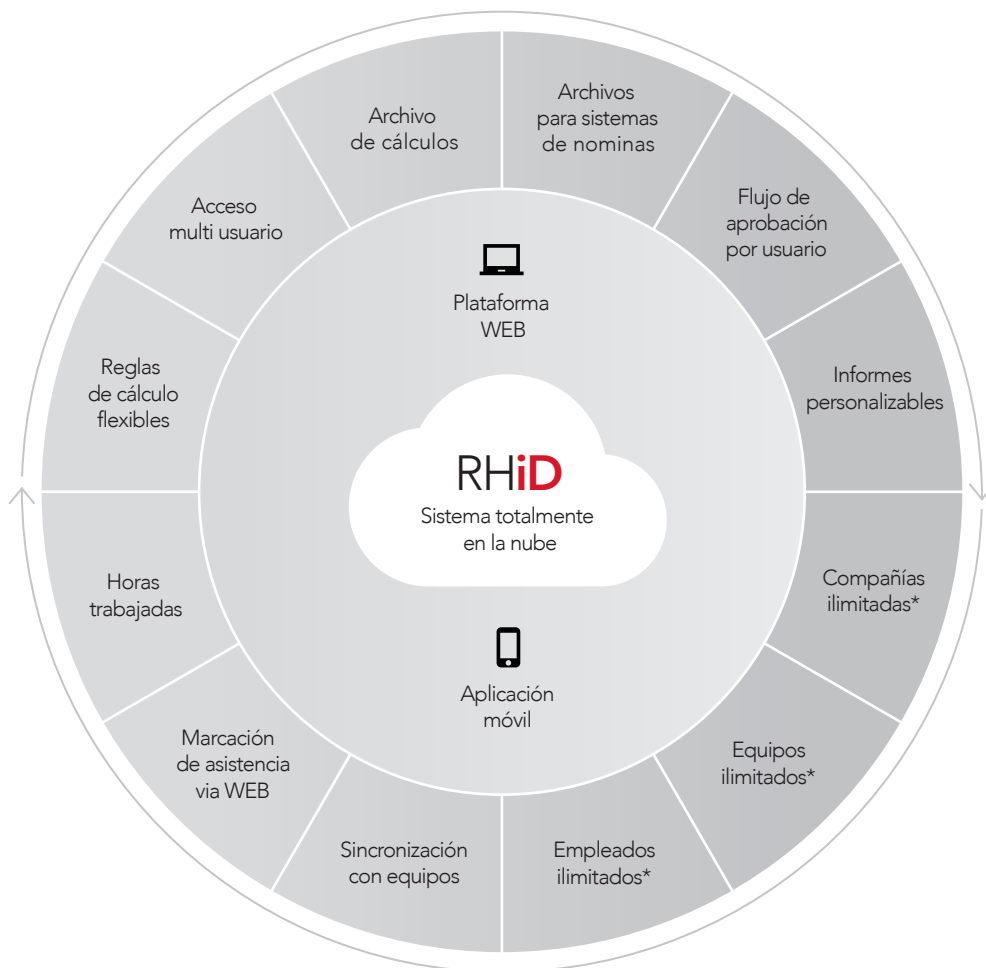 Archivo
de cálculos
Archivos
para sistemas
de nominas
Flujo de
aprobación
por usuario
Informes
personalizables
Compañías
ilimitadas*
Equipos
ilimitados*
Empleados
ilimitados*
Sincronización
con equipos
Marcación
de asistencia
via WEB
Horas
trabajadas
Reglas
de cálculo
flexibles
Acceso
multi usuario
Plataforma
WEB
RHiD
Sistema totalmente
en la nube
Aplicación
móvil